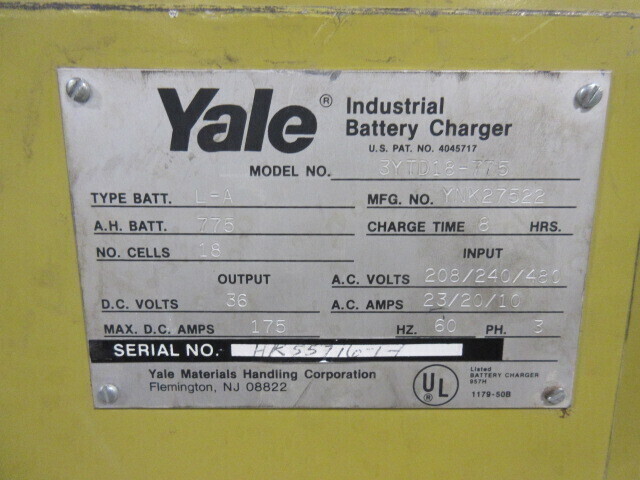 Yale® Industrial Battery Charger
U.S. PAT. NO. 4045717
MODEL NO. 3YTD18-775
TYPE BATT. L-A MFG. NO. YNK27522
A.H. BATT. 775 CHARGE TIME 8 HRS.
NO. CELLS 18
OUTPUT INPUT
D.C. VOLTS 36 A.C. VOLTS 208/240/480
MAX. D.C. AMPS 175 A.C. AMPS 23/20/10
HZ. 60 PH. 3
SERIAL NO.
Yale Materials Handling Corporation
Flemington, NJ 08822
UL®
Listed
BATTERY CHARGER
957H
1179-50B